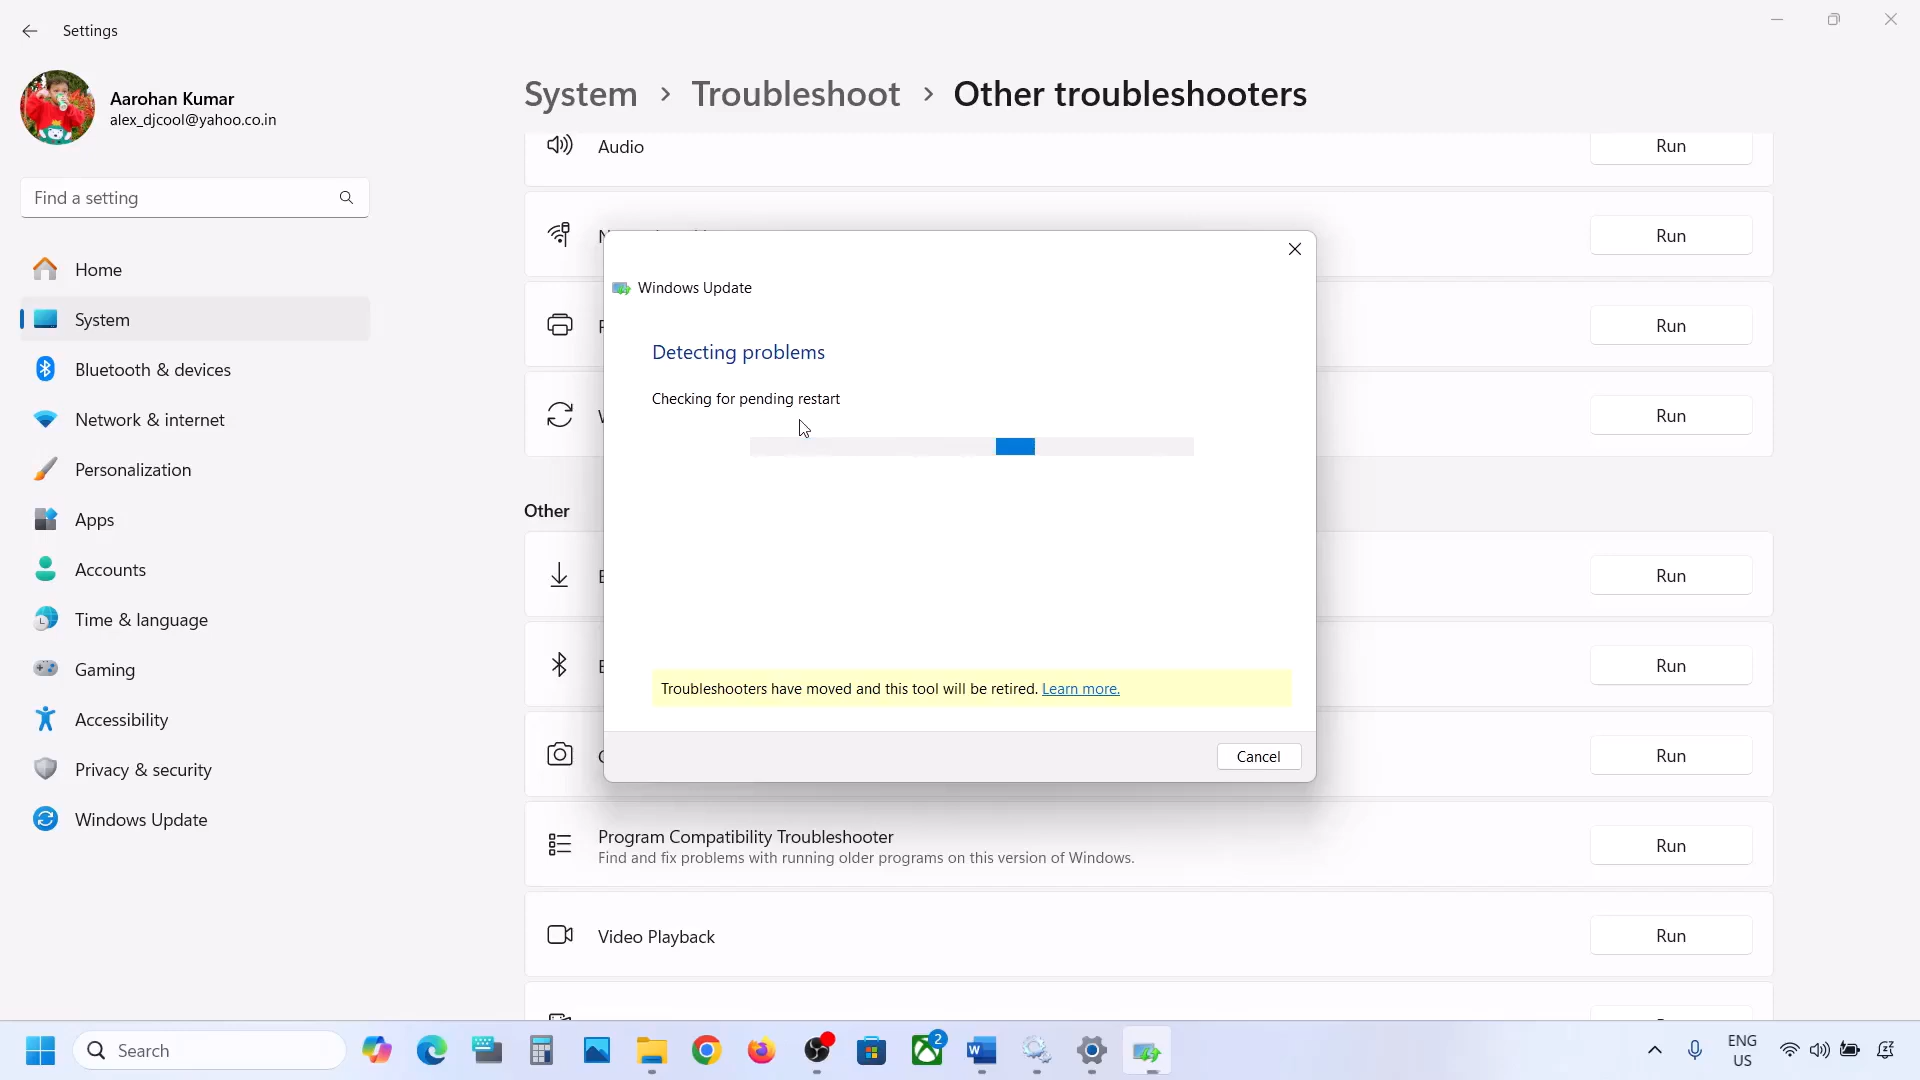 Settings
Aarohan Kumar
alex_djcool@yahoo.co.in
Find a setting
Home
System
Bluetooth & devices
Network & internet
Personalization
Apps
Accounts
Time & language
Gaming
Accessibility
Privacy & security
Windows Update
System > Troubleshoot > Other troubleshooters
Audio
Run
Run
Run
Run
Other
Run
Run
Run
Program Compatibility Troubleshooter
Find and fix problems with running older programs on this version of Windows.
Run
Video Playback
Run
Windows Update
Detecting problems
Checking for pending restart
Troubleshooters have moved and this tool will be retired. Learn more.
Cancel
Search
2
ENG
US